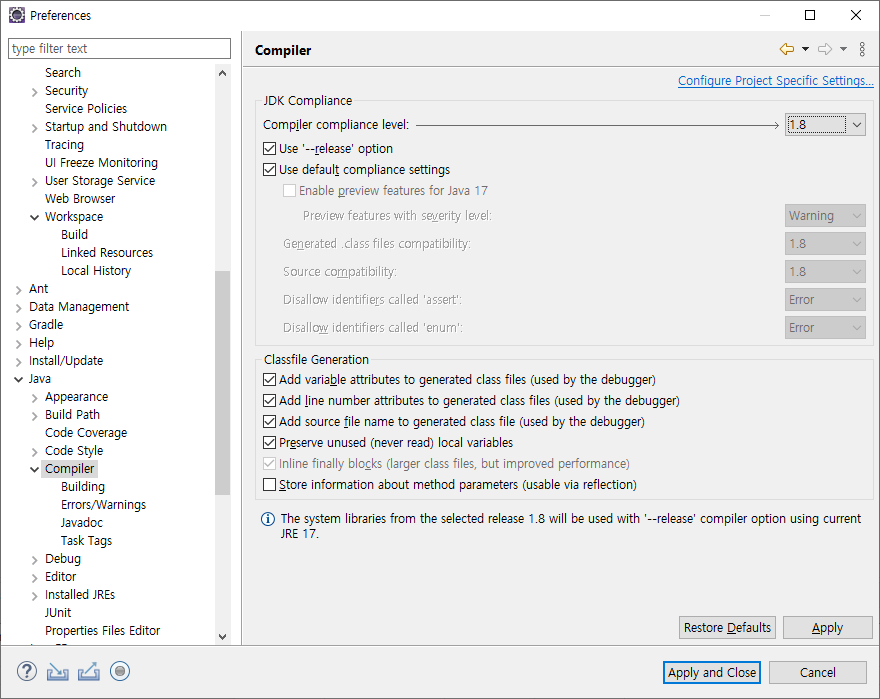 Preferences
type filter text
Search
Security
Service Policies
Startup and Shutdown
Tracing
UI Freeze Monitoring
User Storage Service
Web Browser
Workspace
Build
Linked Resources
Local History
Ant
Data Management
Gradle
Help
Install/Update
Java
Appearance
Build Path
Code Coverage
Code Style
Compiler
Building
Errors/Warnings
Javadoc
Task Tags
Debug
Editor
Installed JREs
JUnit
Properties Files Editor
Compiler
Configure Project Specific Settings...
JDK Compliance
Compiler compliance level: 1.8
Use '--release' option
Use default compliance settings
Enable preview features for Java 17
Preview features with severity level: Warning
Generated .class files compatibility: 1.8
Source compatibility: 1.8
Disallow identifiers called 'assert': Error
Disallow identifiers called 'enum': Error
Classfile Generation
Add variable attributes to generated class files (used by the debugger)
Add line number attributes to generated class files (used by the debugger)
Add source file name to generated class file (used by the debugger)
Preserve unused (never read) local variables
Inline finally blocks (larger class files, but improved performance)
Store information about method parameters (usable via reflection)
The system libraries from the selected release 1.8 will be used with '--release' compiler option using current
JRE 17.
Restore Defaults Apply
Apply and Close Cancel